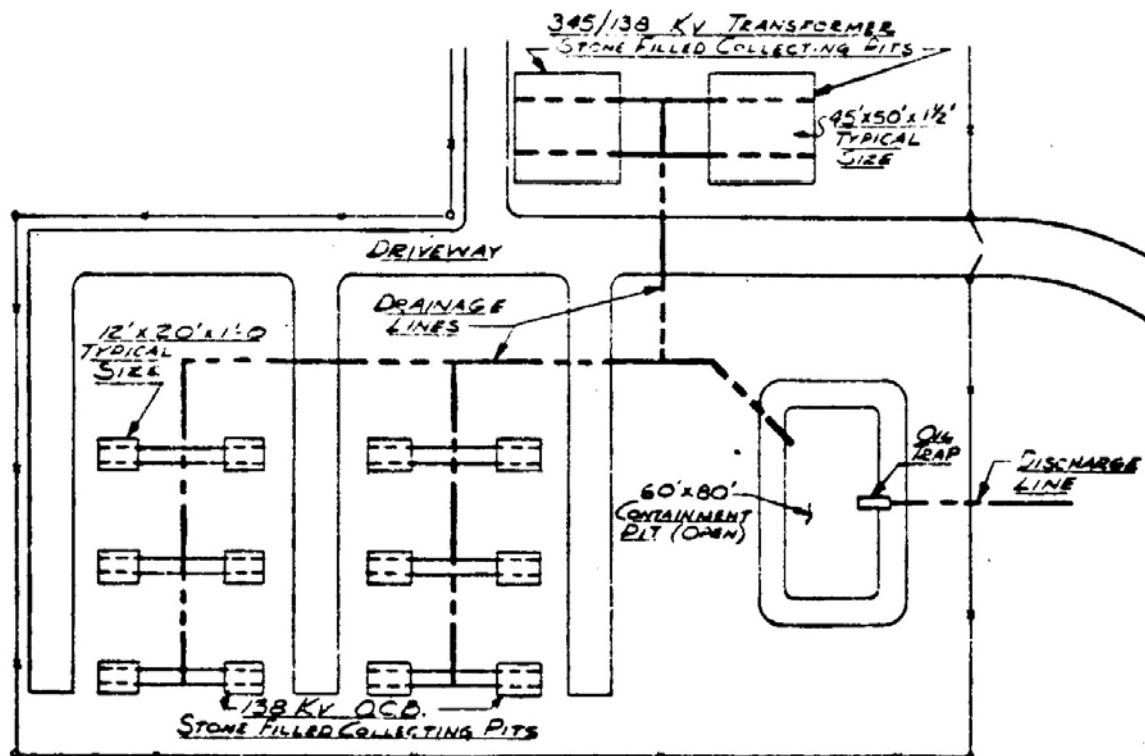 345/138 KV TRANSFORMER
STONE FILLED COLLECTING PITS
45'x50'x1½'
TYPICAL
SIZE
DRIVEWAY
DRAINAGE
LINES
12'x20'x1'-0
TYPICAL
SIZE
OIL
TRAP
DISCHARGE
LINE
60'x80'
CONTAINMENT
PIT (OPEN)
138 KV O.C.B.
STONE FILLED COLLECTING PITS